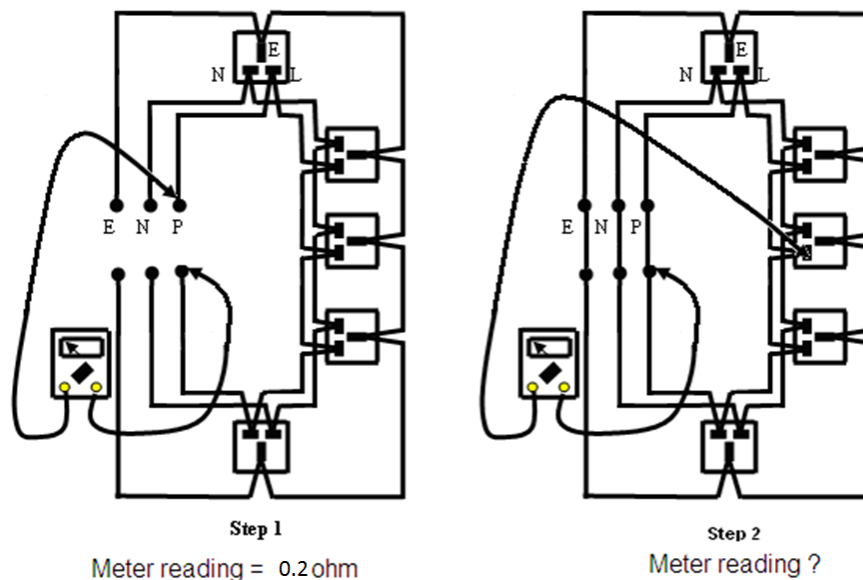 E
N L
E N P
Step 1
Meter reading = 0.2 ohm
E
N L
E N P
Step 2
Meter reading ?